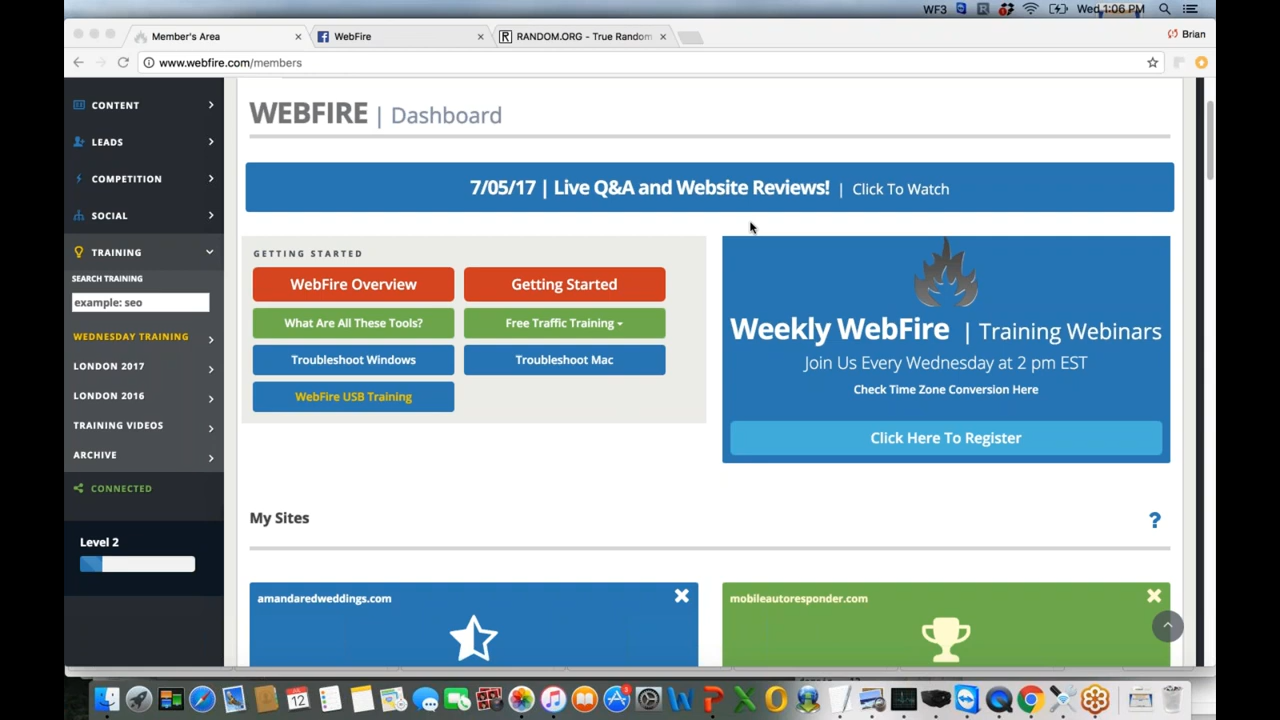 WF3 Wed 1:06 PM
Member's Area
WebFire
RANDOM.ORG - True Random
Brian
www.webfire.com/members
CONTENT
LEADS
COMPETITION
SOCIAL
TRAINING
SEARCH TRAINING
example: seo
WEDNESDAY TRAINING
LONDON 2017
LONDON 2016
TRAINING VIDEOS
ARCHIVE
CONNECTED
Level 2
WEBFIRE | Dashboard
7/05/17 | Live Q&A and Website Reviews! | Click To Watch
GETTING STARTED
WebFire Overview
Getting Started
What Are All These Tools?
Free Traffic Training
Troubleshoot Windows
Troubleshoot Mac
WebFire USB Training
Weekly WebFire | Training Webinars
Join Us Every Wednesday at 2 pm EST
Check Time Zone Conversion Here
Click Here To Register
My Sites
?
amandaredweddings.com
mobileautoresponder.com
12